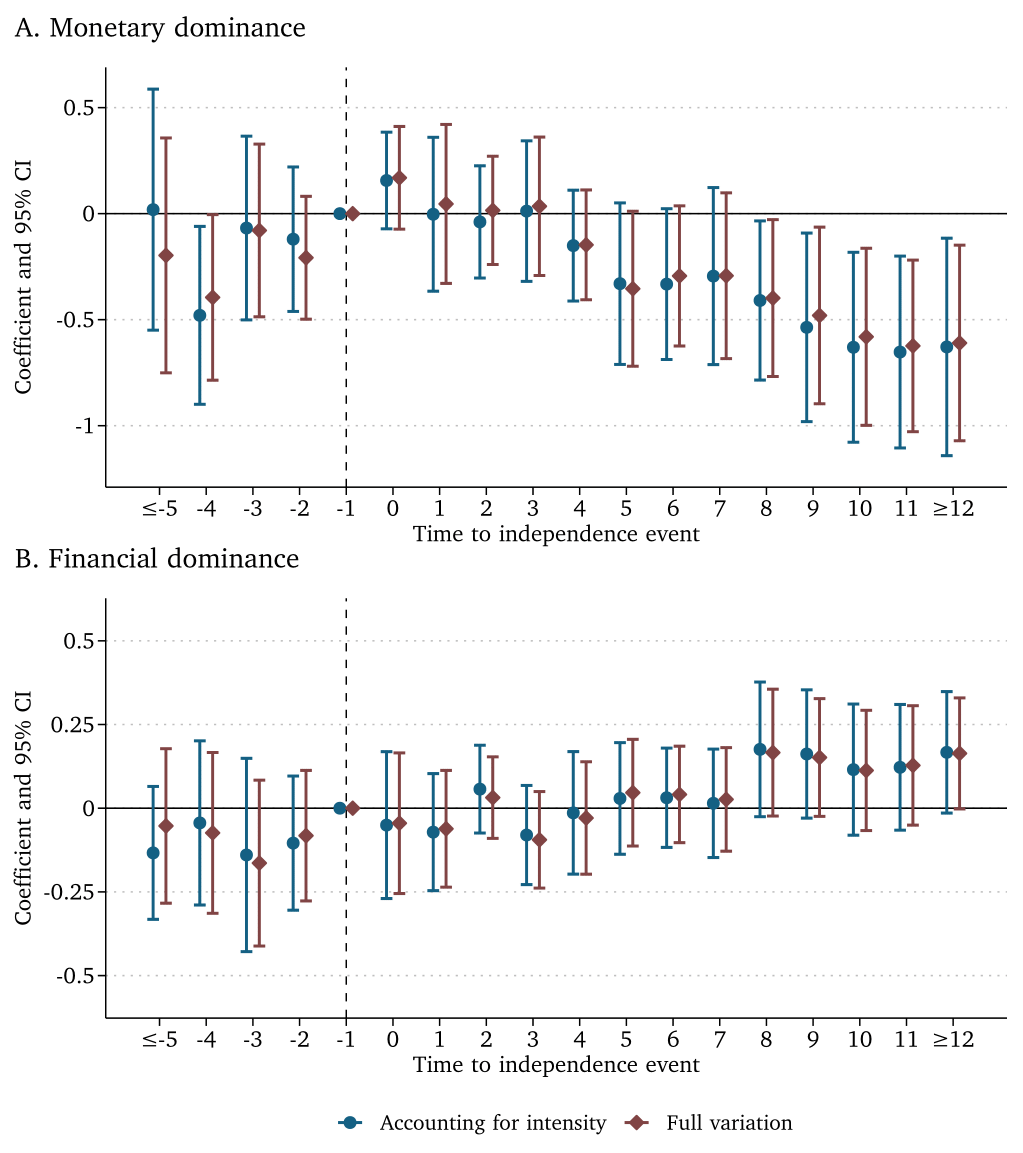 A. Monetary dominance
Coefficient and 95% CI
0.5
0
-0.5
-1
≤-5 -4 -3 -2 -1 0 1 2 3 4 5 6 7 8 9 10 11 ≥12
Time to independence event
B. Financial dominance
Coefficient and 95% CI
0.5
0.25
0
-0.25
-0.5
≤-5 -4 -3 -2 -1 0 1 2 3 4 5 6 7 8 9 10 11 ≥12
Time to independence event
Accounting for intensity Full variation